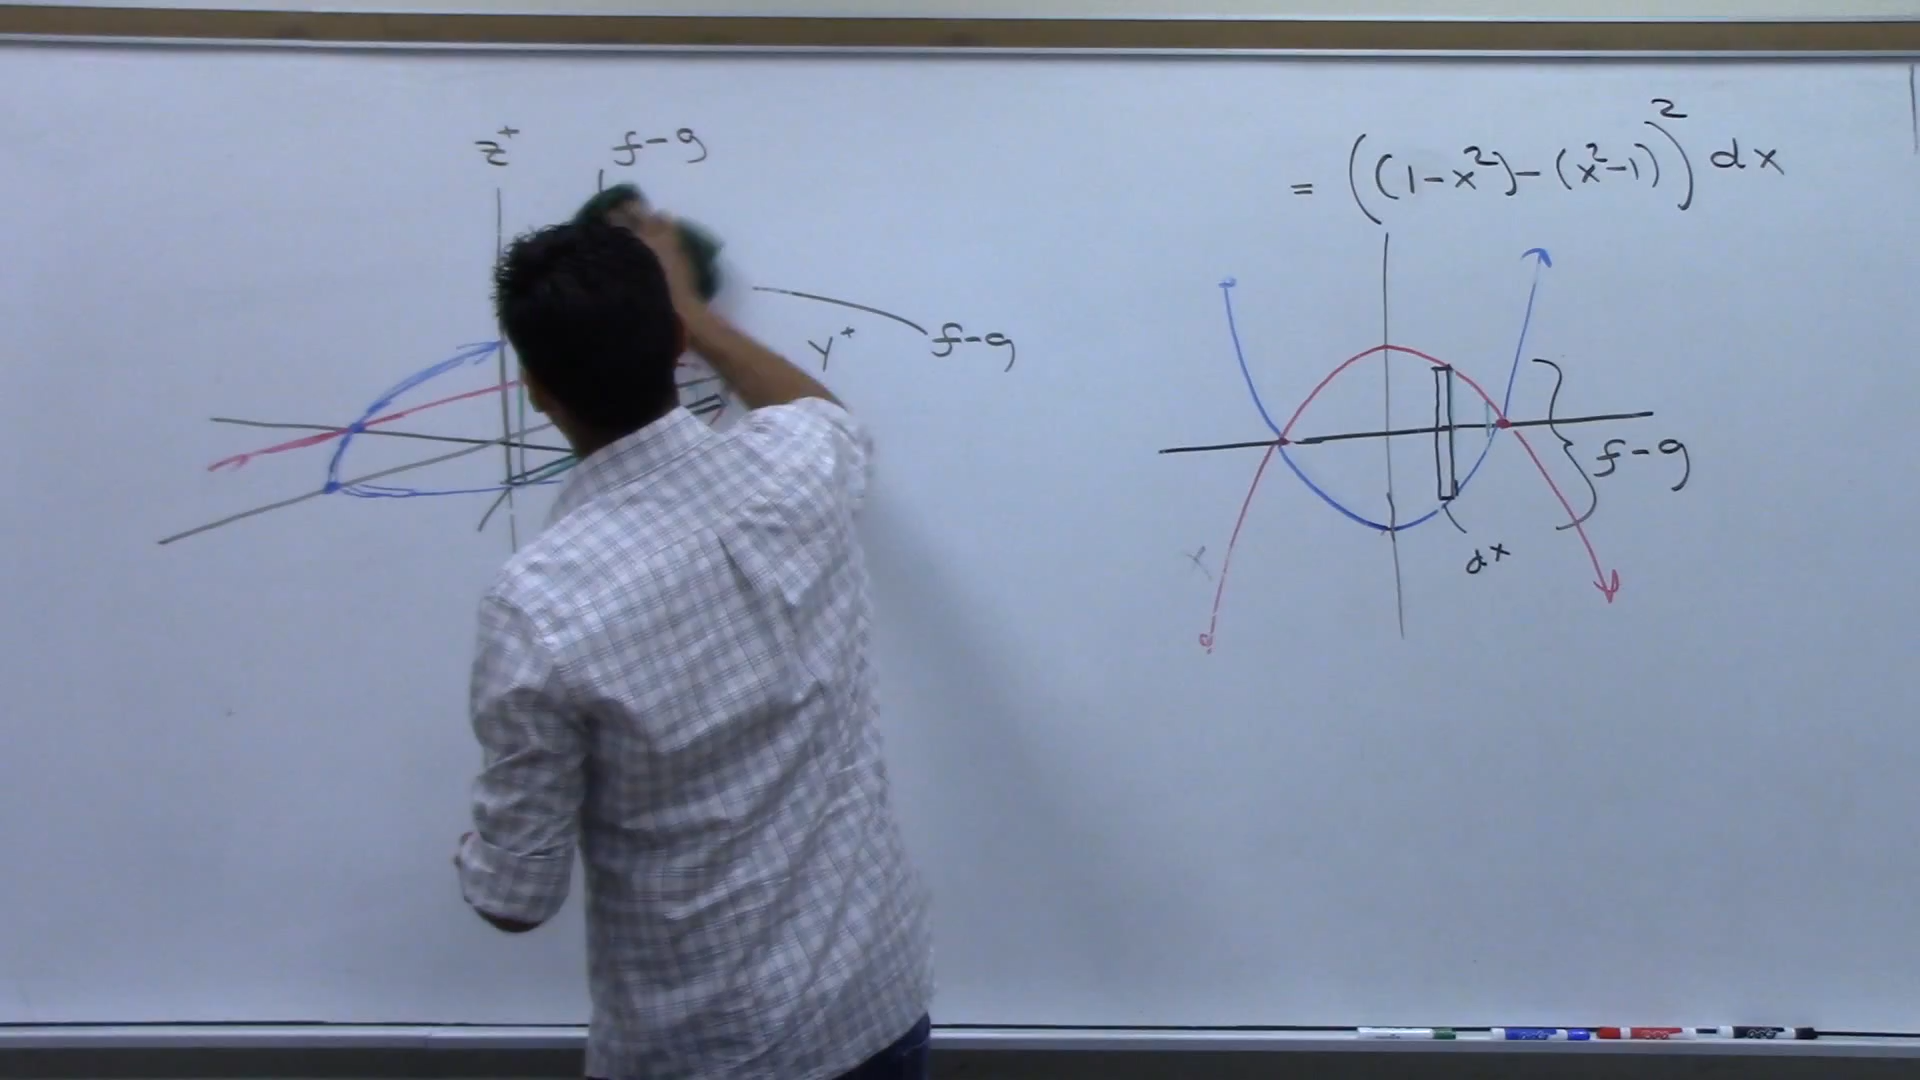 z⁺
f-g
y⁺
f-g
= ((1-x²)-(x²-1))² dx
f-g
dx
x